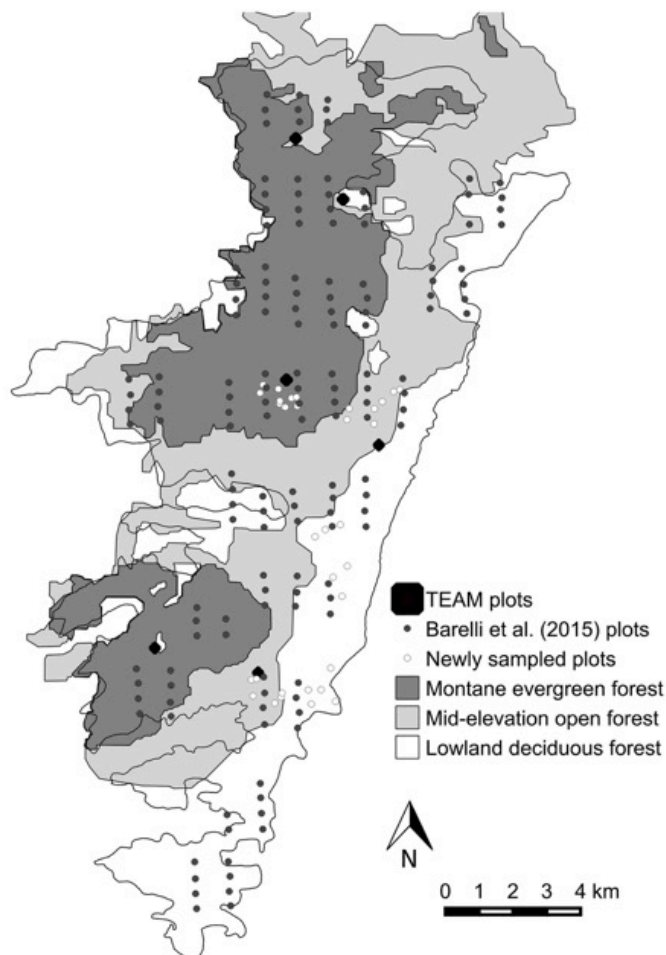 TEAM plots
Barelli et al. (2015) plots
Newly sampled plots
Montane evergreen forest
Mid-elevation open forest
Lowland deciduous forest
N
0 1 2 3 4 km